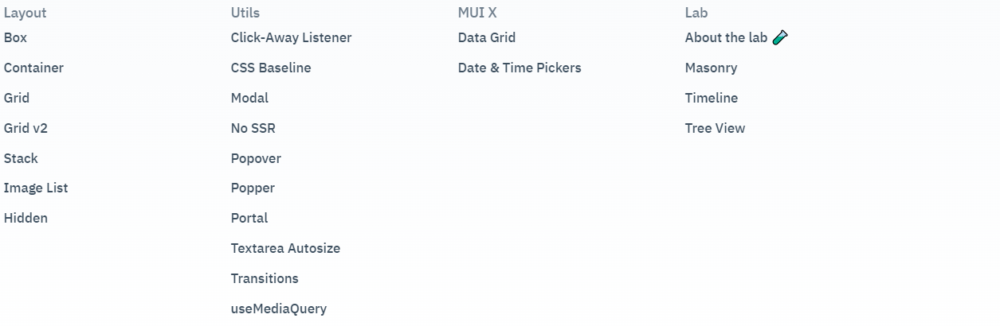 Layout
Box
Container
Grid
Grid v2
Stack
Image List
Hidden
Utils
Click-Away Listener
CSS Baseline
Modal
No SSR
Popover
Popper
Portal
Textarea Autosize
Transitions
useMediaQuery
MUI X
Data Grid
Date & Time Pickers
Lab
About the lab 🧪
Masonry
Timeline
Tree View